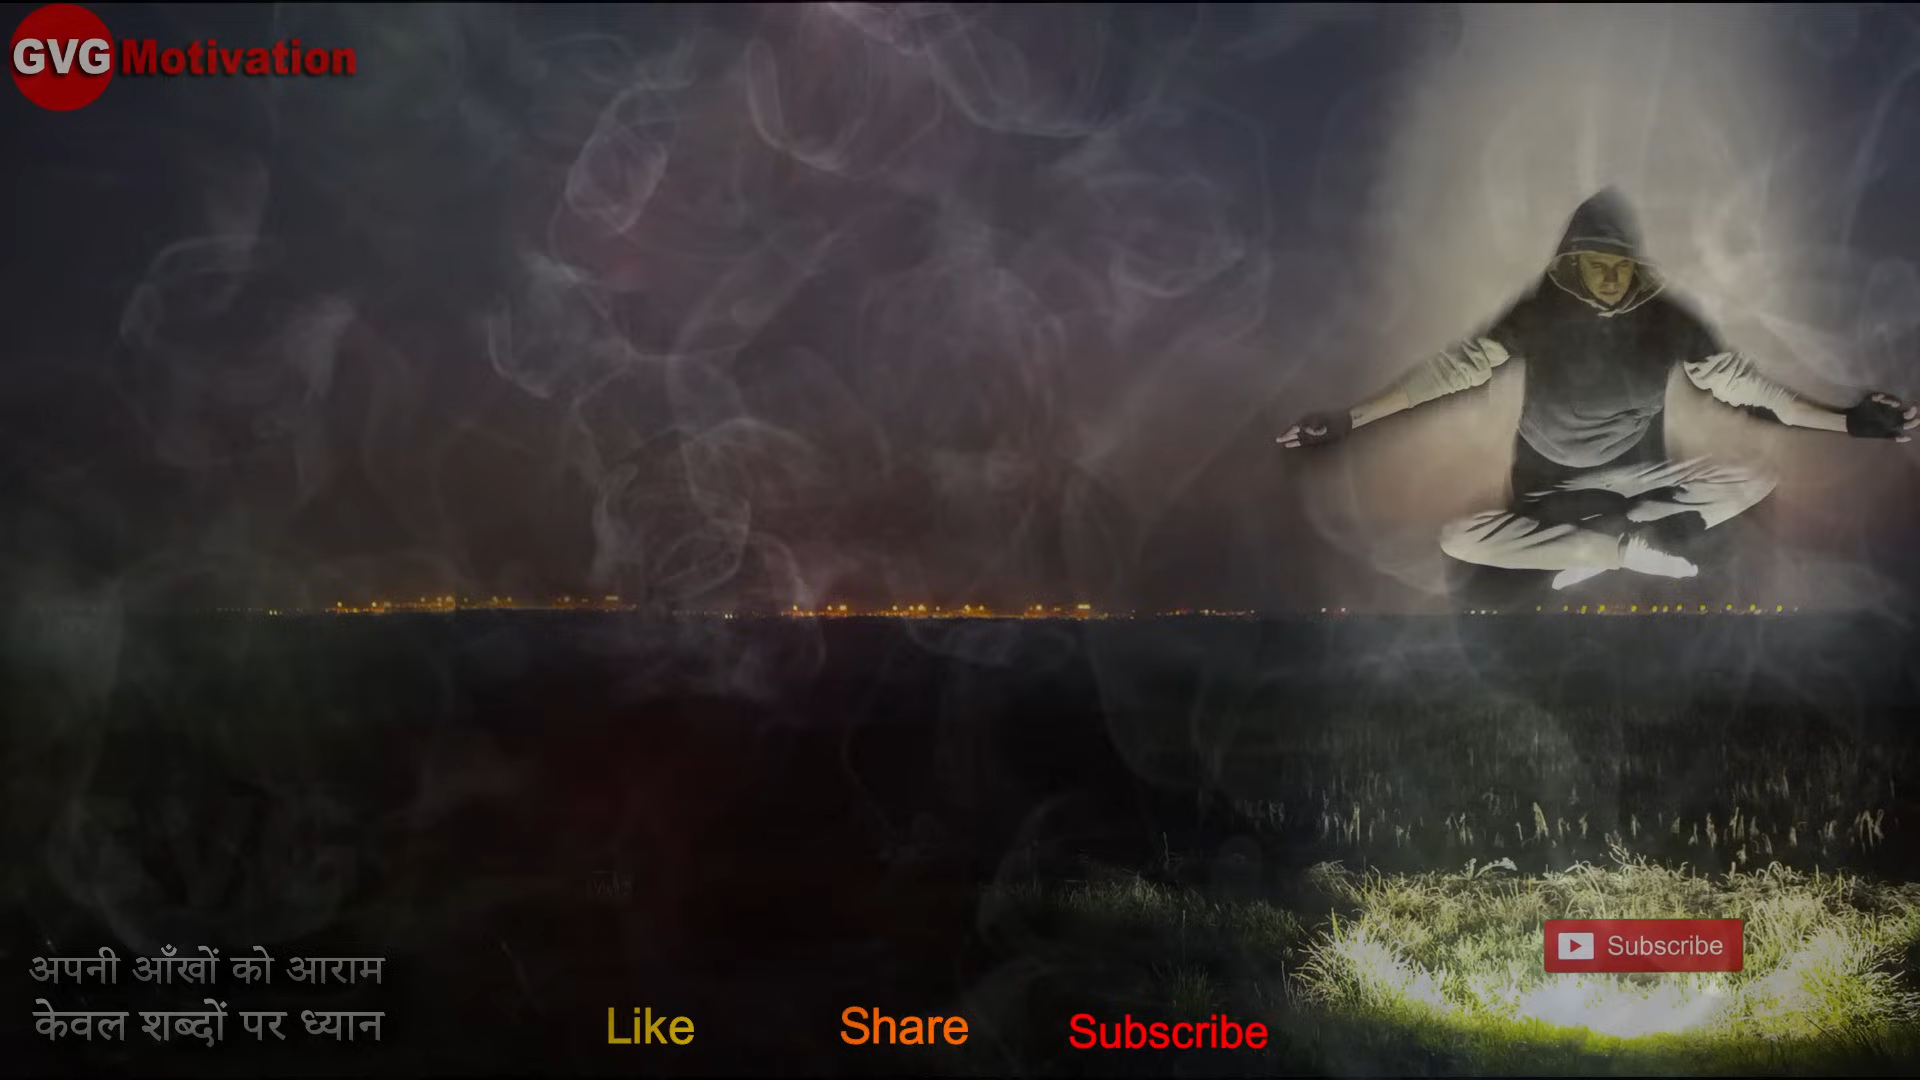 GVG Motivation
अपनी आँखों को आराम
केवल शब्दों पर ध्यान
Like
Share
Subscribe
Subscribe